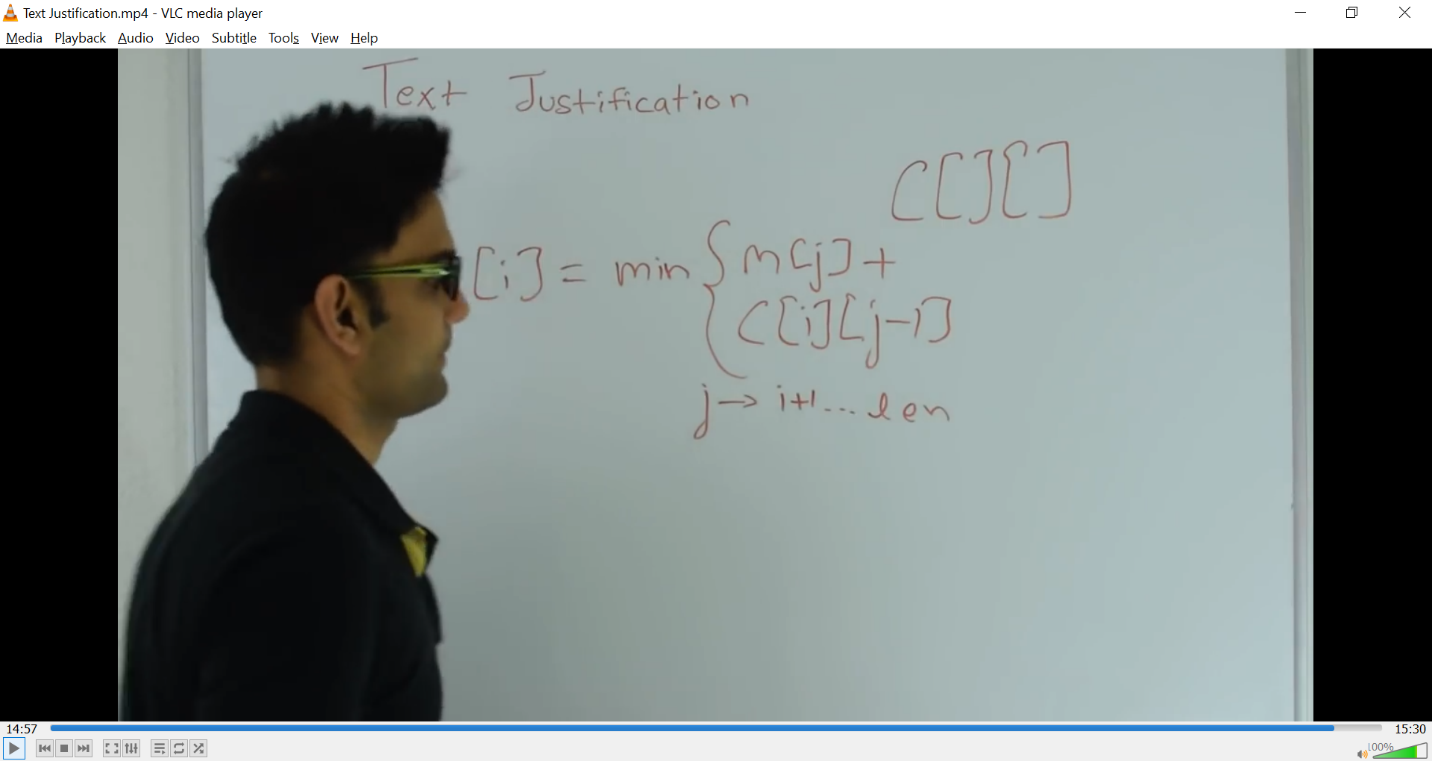 Text Justification.mp4 - VLC media player
Media Playback Audio Video Subtitle Tools View Help
Text Justification
C[][]
[i] = min { m[j] +
C[i][j-1]
j → i+1... len
14:57
15:30
100%